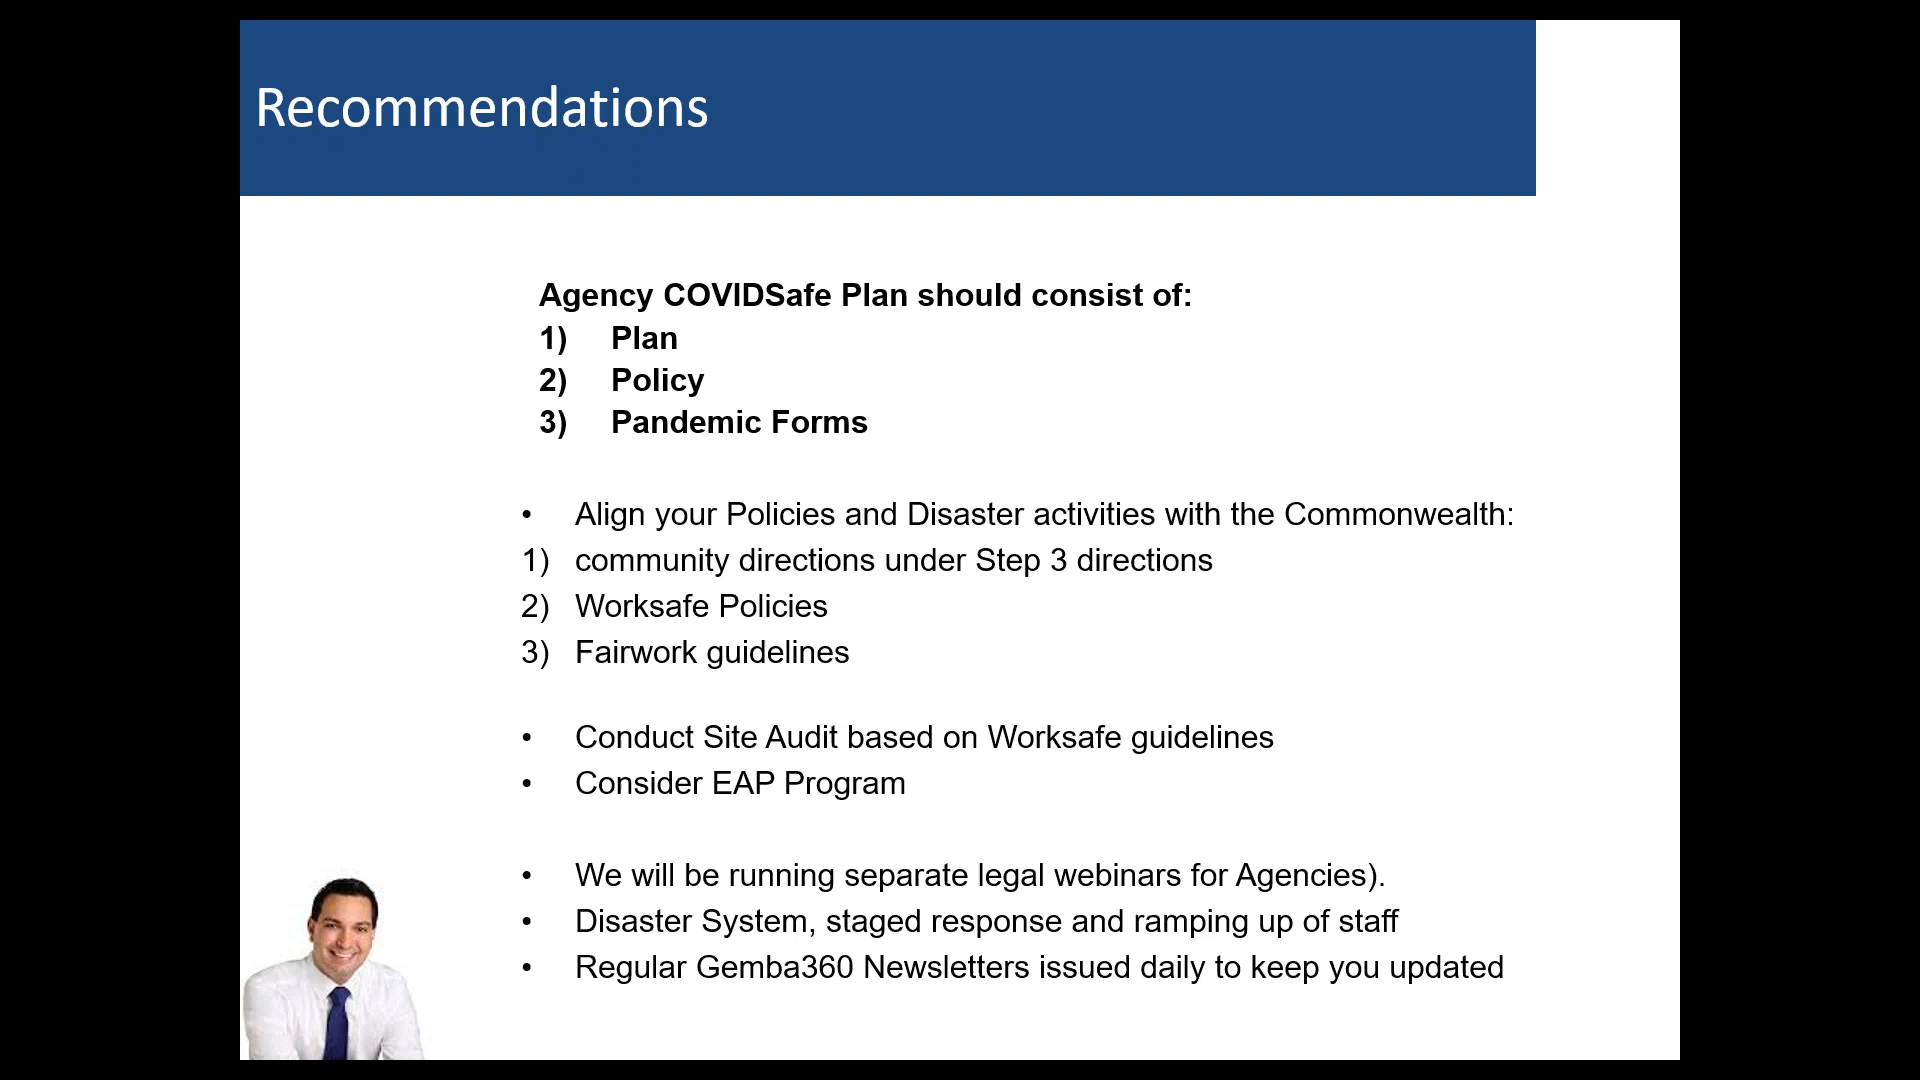 Recommendations
Agency COVIDSafe Plan should consist of:
1) Plan
2) Policy
3) Pandemic Forms
• Align your Policies and Disaster activities with the Commonwealth:
1) community directions under Step 3 directions
2) Worksafe Policies
3) Fairwork guidelines
• Conduct Site Audit based on Worksafe guidelines
• Consider EAP Program
• We will be running separate legal webinars for Agencies).
• Disaster System, staged response and ramping up of staff
• Regular Gemba360 Newsletters issued daily to keep you updated